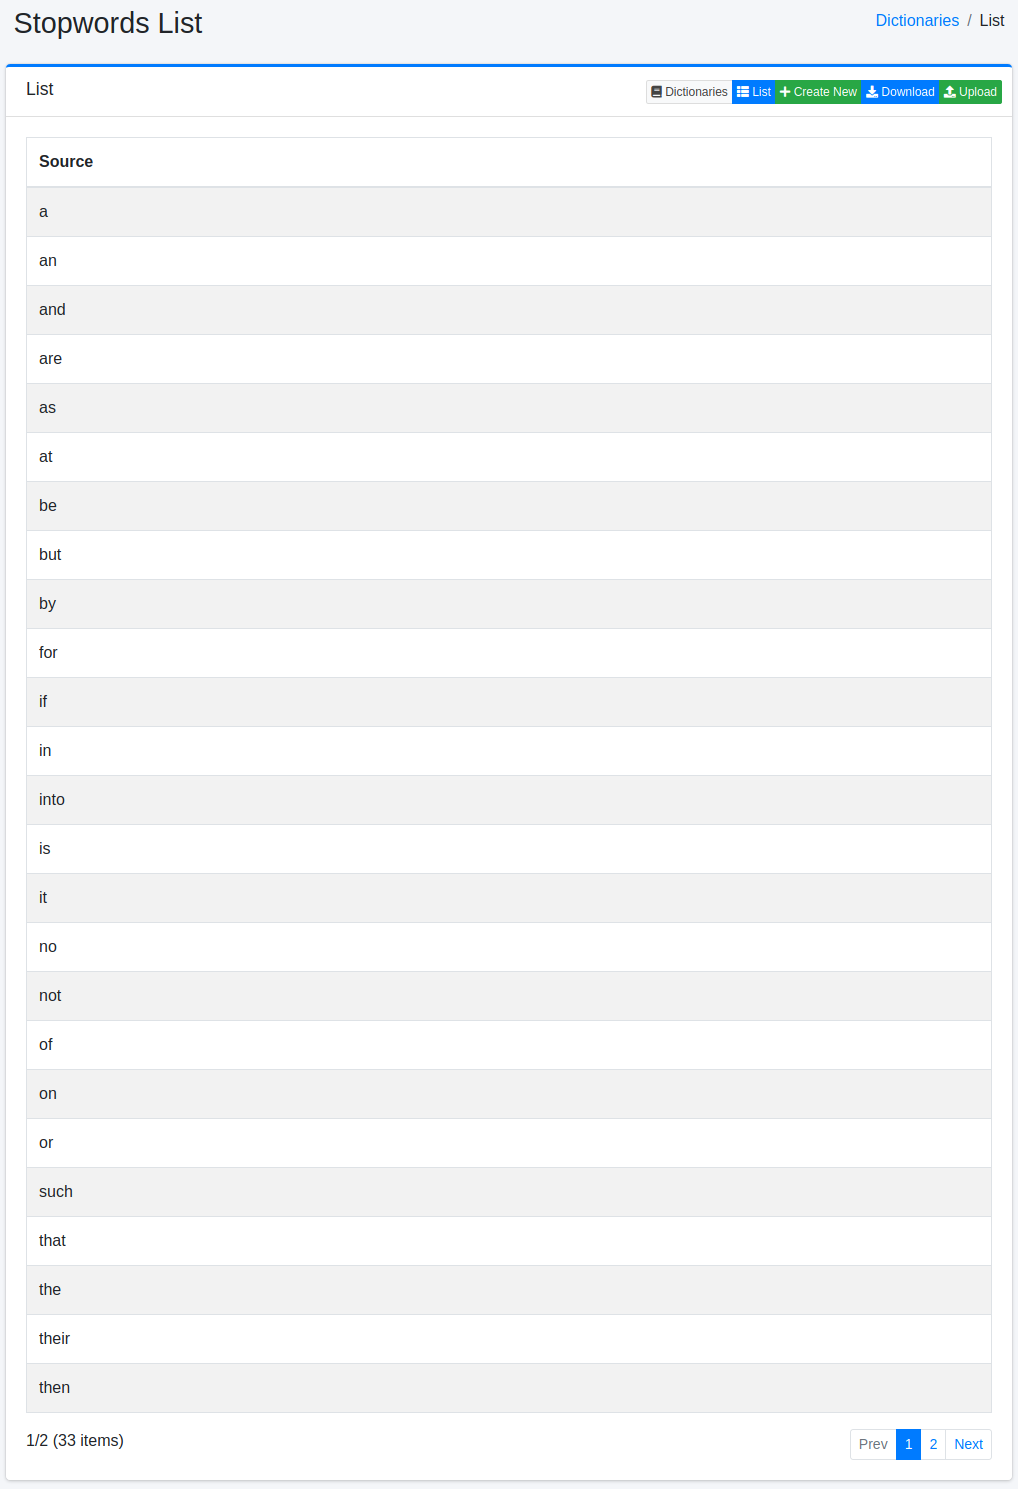 Stopwords List
Dictionaries / List
List
Dictionaries List Create New Download Upload
Source
a
an
and
are
as
at
be
but
by
for
if
in
into
is
it
no
not
of
on
or
such
that
the
their
then
1/2 (33 items)
Prev 1 2 Next